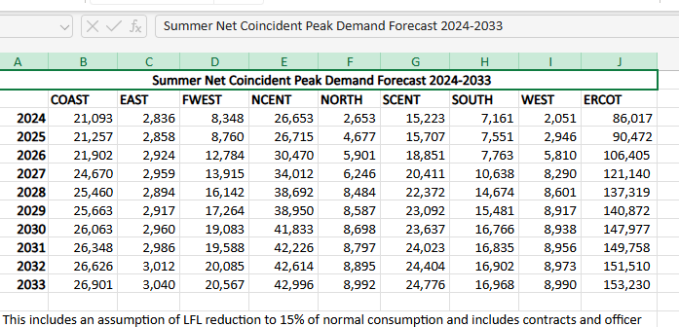 fx Summer Net Coincident Peak Demand Forecast 2024-2033
A B C D E F G H I J
Summer Net Coincident Peak Demand Forecast 2024-2033
COAST EAST FWEST NCENT NORTH SCENT SOUTH WEST ERCOT
2024 21,093 2,836 8,348 26,653 2,653 15,223 7,161 2,051 86,017
2025 21,257 2,858 8,760 26,715 4,677 15,707 7,551 2,946 90,472
2026 21,902 2,924 12,784 30,470 5,901 18,851 7,763 5,810 106,405
2027 24,670 2,959 13,915 34,012 6,246 20,411 10,638 8,290 121,140
2028 25,460 2,894 16,142 38,692 8,484 22,372 14,674 8,601 137,319
2029 25,663 2,917 17,264 38,950 8,587 23,092 15,481 8,917 140,872
2030 26,063 2,960 19,083 41,833 8,698 23,637 16,766 8,938 147,977
2031 26,348 2,986 19,588 42,226 8,797 24,023 16,835 8,956 149,758
2032 26,626 3,012 20,085 42,614 8,895 24,404 16,902 8,973 151,510
2033 26,901 3,040 20,567 42,996 8,992 24,776 16,968 8,990 153,230
This includes an assumption of LFL reduction to 15% of normal consumption and includes contracts and officer